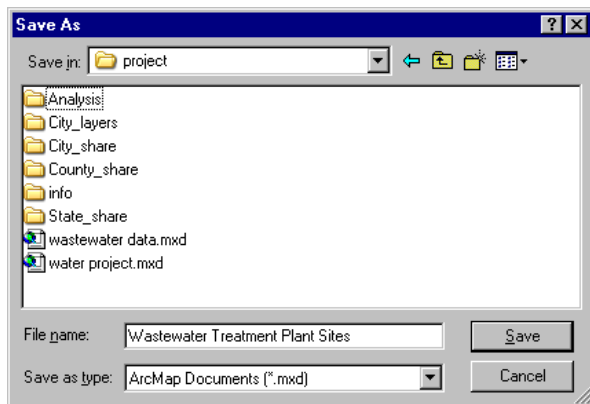 Save As
Save in: project
Analysis
City_layers
City_share
County_share
info
State_share
wastewater data.mxd
water project.mxd
File name: Wastewater Treatment Plant Sites Save
Save as type: ArcMap Documents (*.mxd) Cancel